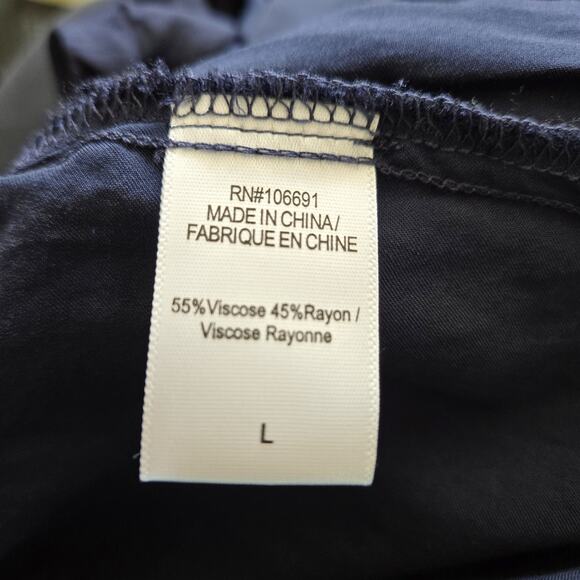 RN#106691
MADE IN CHINA/
FABRIQUE EN CHINE
55%Viscose 45%Rayon /
Viscose Rayonne
L